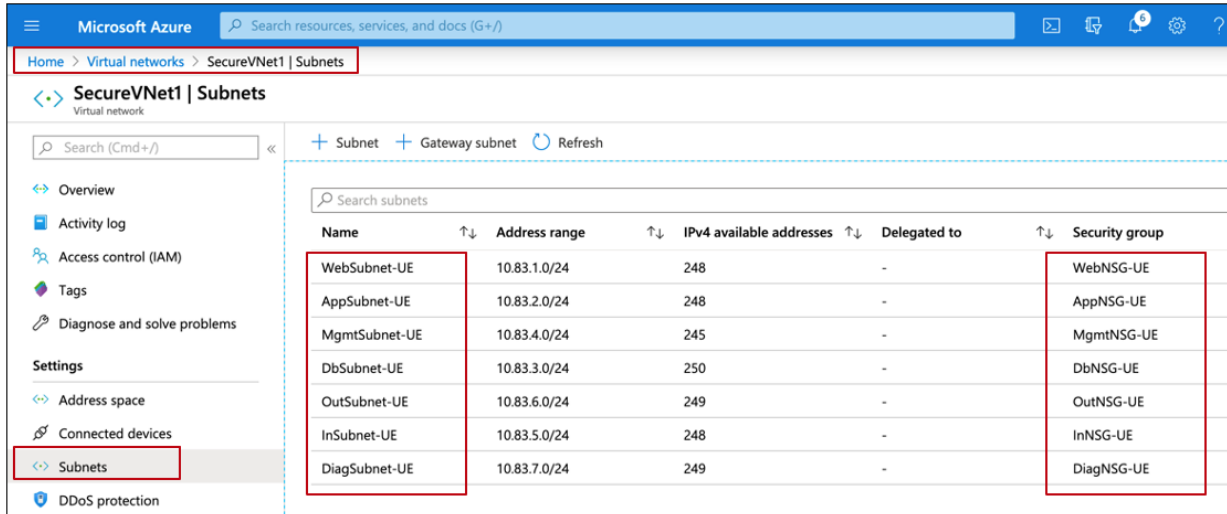 Microsoft Azure Search resources, services, and docs (G+/) 6 ?
Home > Virtual networks > SecureVNet1 | Subnets
SecureVNet1 | Subnets
Virtual network
Search (Cmd+/) «
+ Subnet + Gateway subnet Refresh
Overview
Activity log
Access control (IAM)
Tags
Diagnose and solve problems
Settings
Address space
Connected devices
Subnets
DDoS protection
Search subnets
Name ↑↓ Address range ↑↓ IPv4 available addresses ↑↓ Delegated to ↑↓ Security group
WebSubnet-UE 10.83.1.0/24 248 - WebNSG-UE
AppSubnet-UE 10.83.2.0/24 248 - AppNSG-UE
MgmtSubnet-UE 10.83.4.0/24 245 - MgmtNSG-UE
DbSubnet-UE 10.83.3.0/24 250 - DbNSG-UE
OutSubnet-UE 10.83.6.0/24 249 - OutNSG-UE
InSubnet-UE 10.83.5.0/24 248 - InNSG-UE
DiagSubnet-UE 10.83.7.0/24 249 - DiagNSG-UE